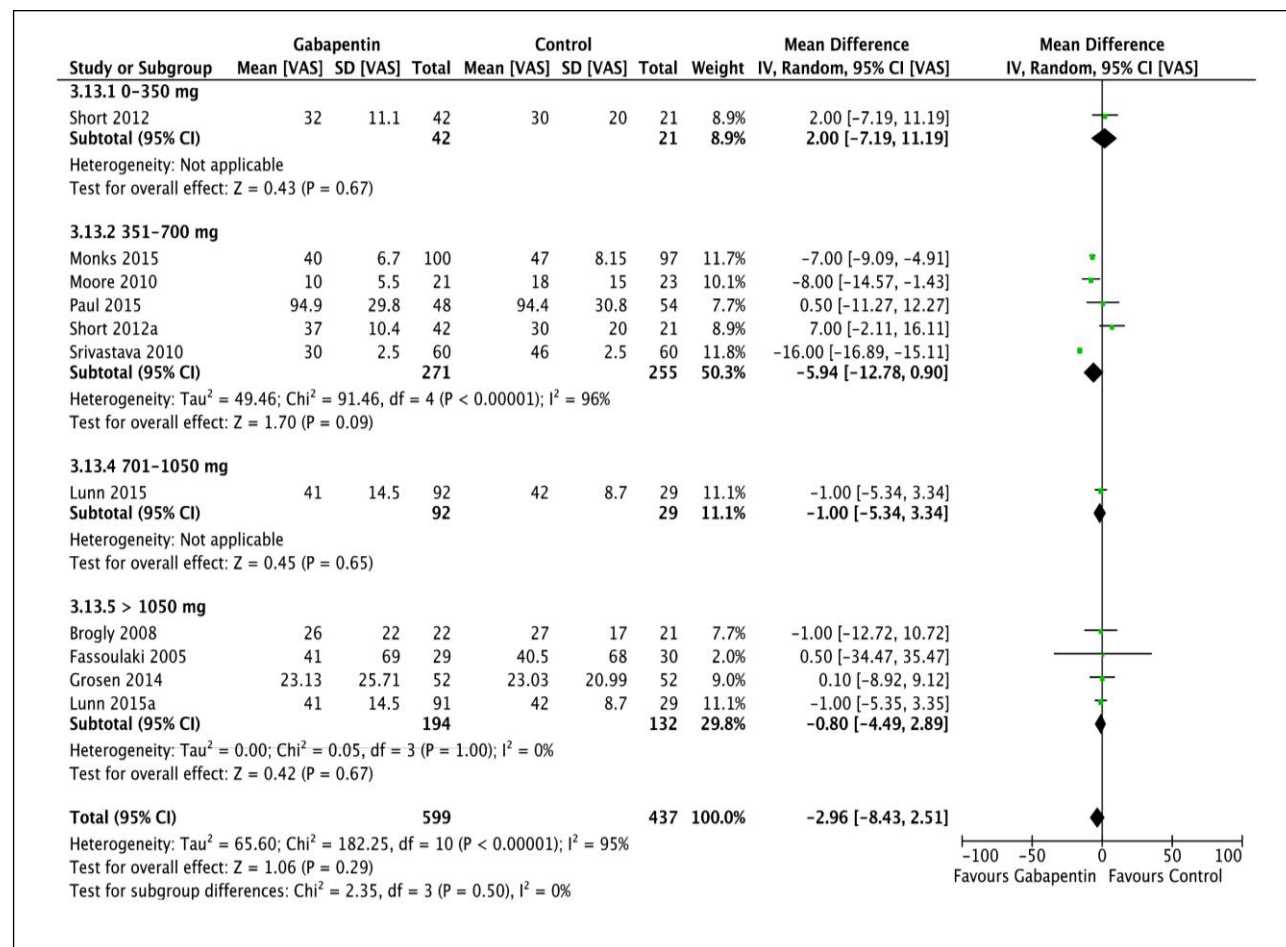 Gabapentin Control Mean Difference Mean Difference
Study or Subgroup Mean [VAS] SD [VAS] Total Mean [VAS] SD [VAS] Total Weight IV, Random, 95% CI [VAS] IV, Random, 95% CI [VAS]
3.13.1 0–350 mg
Short 2012 32 11.1 42 30 20 21 8.9% 2.00 [-7.19, 11.19]
Subtotal (95% CI) 42 21 8.9% 2.00 [-7.19, 11.19]
Heterogeneity: Not applicable
Test for overall effect: Z = 0.43 (P = 0.67)
3.13.2 351–700 mg
Monks 2015 40 6.7 100 47 8.15 97 11.7% -7.00 [-9.09, -4.91]
Moore 2010 10 5.5 21 18 15 23 10.1% -8.00 [-14.57, -1.43]
Paul 2015 94.9 29.8 48 94.4 30.8 54 7.7% 0.50 [-11.27, 12.27]
Short 2012a 37 10.4 42 30 20 21 8.9% 7.00 [-2.11, 16.11]
Srivastava 2010 30 2.5 60 46 2.5 60 11.8% -16.00 [-16.89, -15.11]
Subtotal (95% CI) 271 255 50.3% -5.94 [-12.78, 0.90]
Heterogeneity: Tau² = 49.46; Chi² = 91.46, df = 4 (P < 0.00001); I² = 96%
Test for overall effect: Z = 1.70 (P = 0.09)
3.13.4 701–1050 mg
Lunn 2015 41 14.5 92 42 8.7 29 11.1% -1.00 [-5.34, 3.34]
Subtotal (95% CI) 92 29 11.1% -1.00 [-5.34, 3.34]
Heterogeneity: Not applicable
Test for overall effect: Z = 0.45 (P = 0.65)
3.13.5 > 1050 mg
Brogly 2008 26 22 22 27 17 21 7.7% -1.00 [-12.72, 10.72]
Fassoulaki 2005 41 69 29 40.5 68 30 2.0% 0.50 [-34.47, 35.47]
Grosen 2014 23.13 25.71 52 23.03 20.99 52 9.0% 0.10 [-8.92, 9.12]
Lunn 2015a 41 14.5 91 42 8.7 29 11.1% -1.00 [-5.35, 3.35]
Subtotal (95% CI) 194 132 29.8% -0.80 [-4.49, 2.89]
Heterogeneity: Tau² = 0.00; Chi² = 0.05, df = 3 (P = 1.00); I² = 0%
Test for overall effect: Z = 0.42 (P = 0.67)
Total (95% CI) 599 437 100.0% -2.96 [-8.43, 2.51]
Heterogeneity: Tau² = 65.60; Chi² = 182.25, df = 10 (P < 0.00001); I² = 95%
Test for overall effect: Z = 1.06 (P = 0.29)
Test for subgroup differences: Chi² = 2.35, df = 3 (P = 0.50), I² = 0%
-100 -50 0 50 100
Favours Gabapentin Favours Control